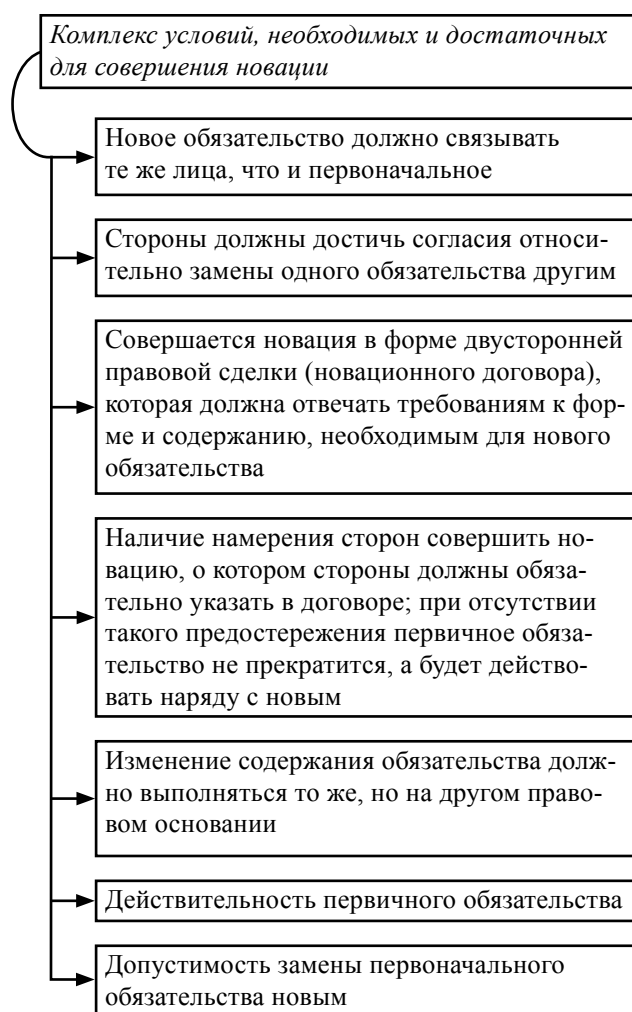 Комплекс условий, необходимых и достаточных
для совершения новации
Новое обязательство должно связывать
те же лица, что и первоначальное
Стороны должны достичь согласия относи-
тельно замены одного обязательства другим
Совершается новация в форме двусторонней
правовой сделки (новационного договора),
которая должна отвечать требованиям к фор-
ме и содержанию, необходимым для нового
обязательства
Наличие намерения сторон совершить но-
вацию, о котором стороны должны обяза-
тельно указать в договоре; при отсутствии
такого предостережения первичное обяза-
тельство не прекратится, а будет действо-
вать наряду с новым
Изменение содержания обязательства долж-
но выполняться то же, но на другом право-
вом основании
Действительность первичного обязательства
Допустимость замены первоначального
обязательства новым